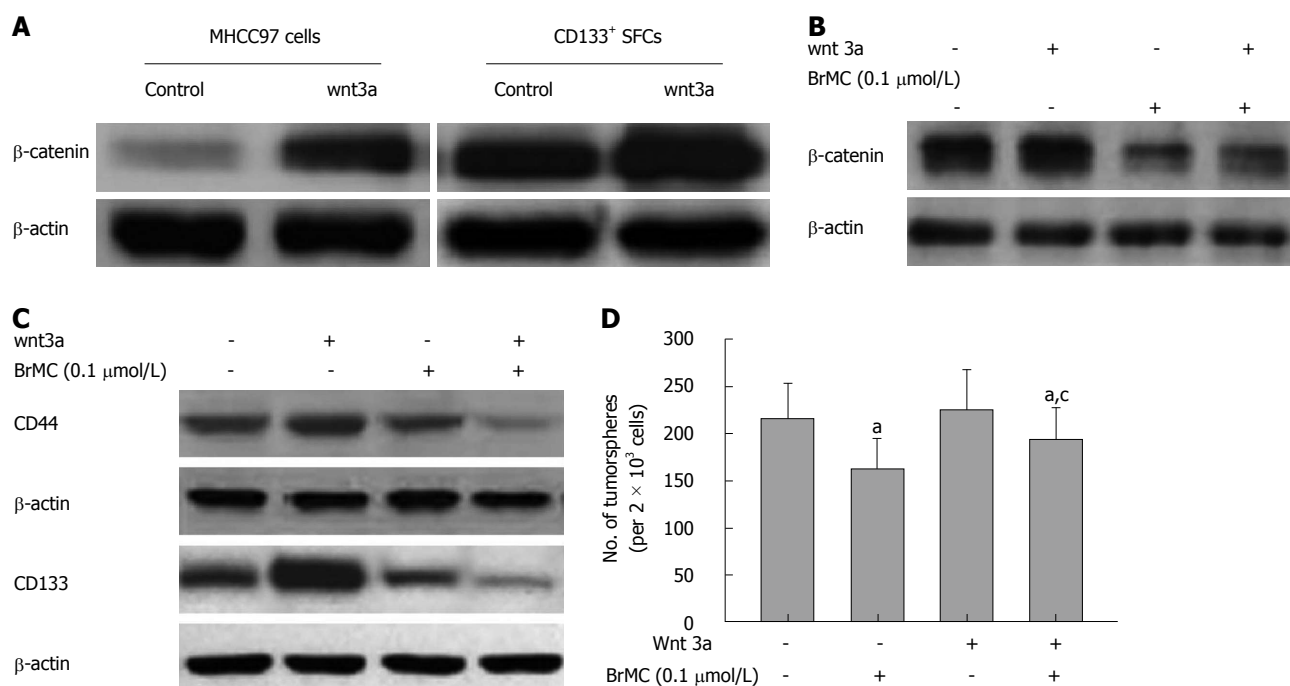 A
MHCC97 cells CD133+ SFCs
Control wnt3a Control wnt3a
β-catenin
β-actin
B
wnt 3a - + - +
BrMC (0.1 μmol/L)
- - + +
β-catenin
β-actin
C
wnt3a - + - +
BrMC (0.1 μmol/L) - - + +
CD44
β-actin
CD133
β-actin
D
No. of tumorspheres
(per 2 × 10³ cells)
300
250
200
150
100
50
0
a
a,c
Wnt 3a - - + +
BrMC (0.1 μmol/L) - + - +